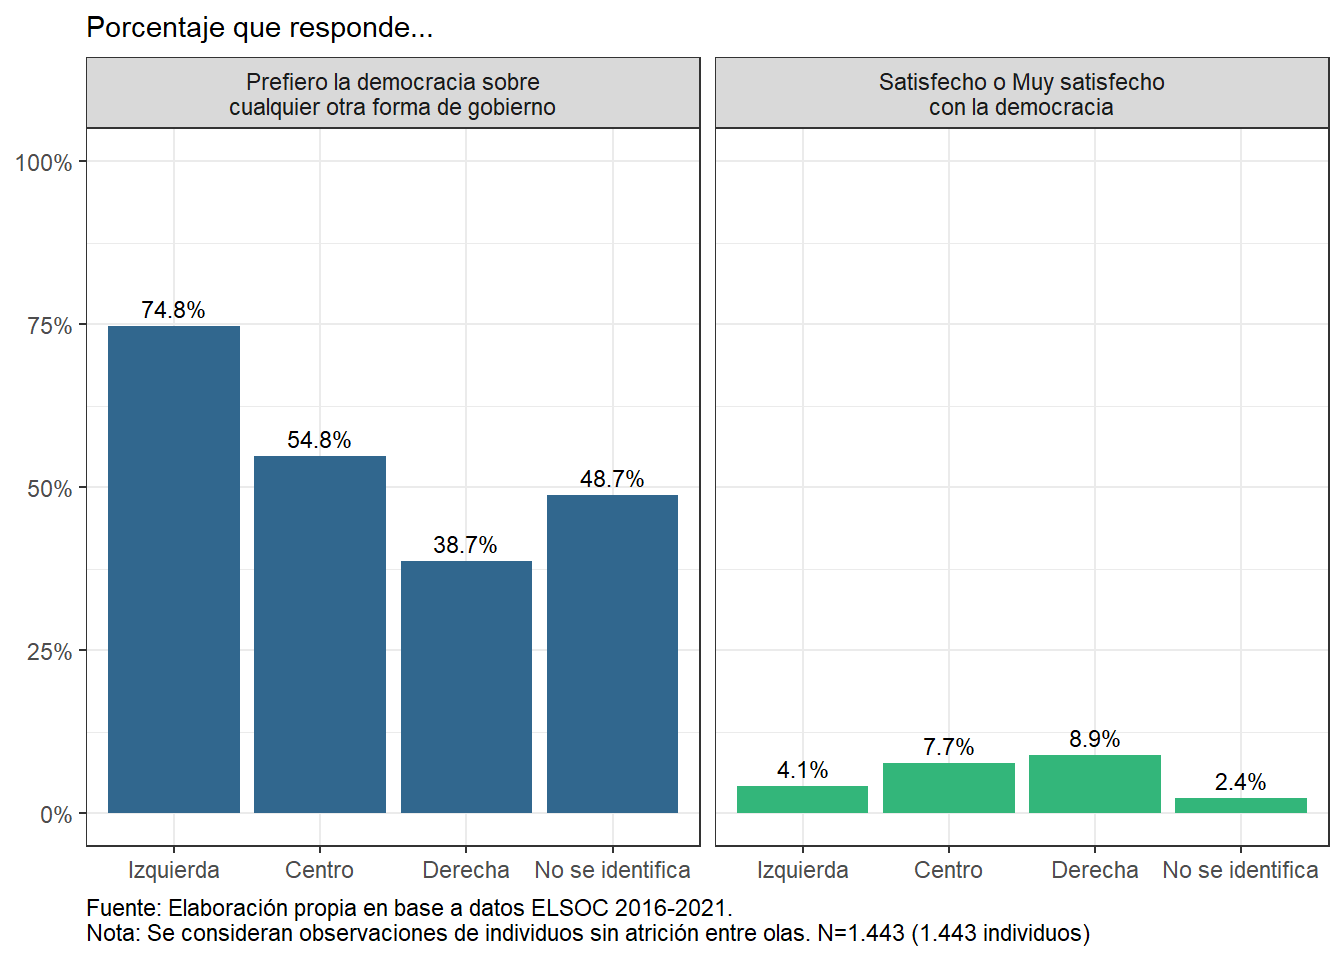 Porcentaje que responde...
Prefiero la democracia sobre
cualquier otra forma de gobierno
Satisfecho o Muy satisfecho
con la democracia
100%
75%
50%
25%
0%
74.8%
54.8%
38.7%
48.7%
4.1%
7.7%
8.9%
2.4%
Izquierda Centro Derecha No se identifica
Izquierda Centro Derecha No se identifica
Fuente: Elaboración propia en base a datos ELSOC 2016-2021.
Nota: Se consideran observaciones de individuos sin atrición entre olas. N=1.443 (1.443 individuos)